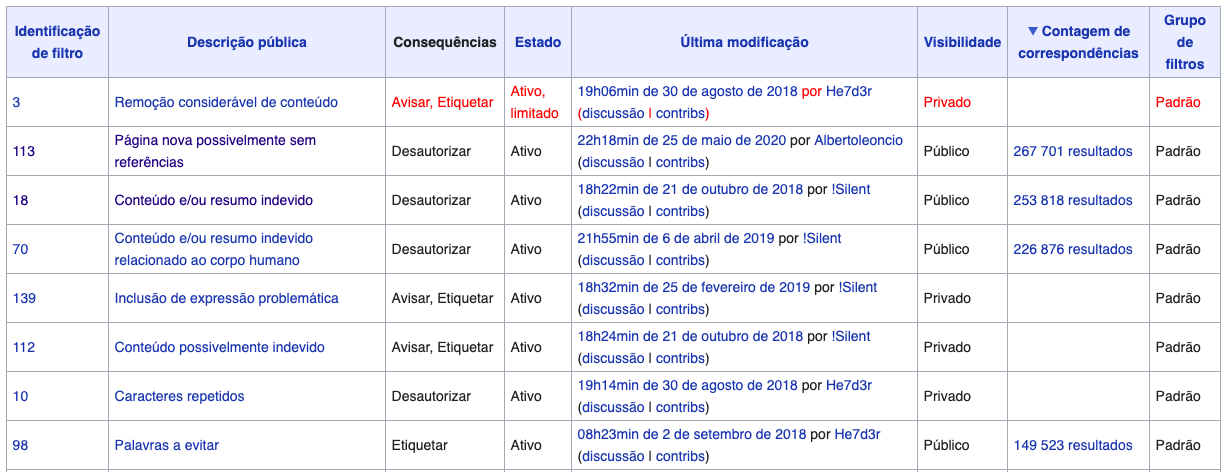 Identificação de filtro Descrição pública Consequências Estado Última modificação Visibilidade ▼ Contagem de correspondências Grupo de filtros
3 Remoção considerável de conteúdo Avisar, Etiquetar Ativo, limitado 19h06min de 30 de agosto de 2018 por He7d3r (discussão | contribs) Privado Padrão
113 Página nova possivelmente sem referências Desautorizar Ativo 22h18min de 25 de maio de 2020 por Albertoleoncio (discussão | contribs) Público 267 701 resultados Padrão
18 Conteúdo e/ou resumo indevido Desautorizar Ativo 18h22min de 21 de outubro de 2018 por !Silent (discussão | contribs) Público 253 818 resultados Padrão
70 Conteúdo e/ou resumo indevido relacionado ao corpo humano Desautorizar Ativo 21h55min de 6 de abril de 2019 por !Silent (discussão | contribs) Público 226 876 resultados Padrão
139 Inclusão de expressão problemática Avisar, Etiquetar Ativo 18h32min de 25 de fevereiro de 2019 por !Silent (discussão | contribs) Privado Padrão
112 Conteúdo possivelmente indevido Avisar, Etiquetar Ativo 18h24min de 21 de outubro de 2018 por !Silent (discussão | contribs) Privado Padrão
10 Caracteres repetidos Desautorizar Ativo 19h14min de 30 de agosto de 2018 por He7d3r (discussão | contribs) Privado Padrão
98 Palavras a evitar Etiquetar Ativo 08h23min de 2 de setembro de 2018 por He7d3r (discussão | contribs) Público 149 523 resultados Padrão